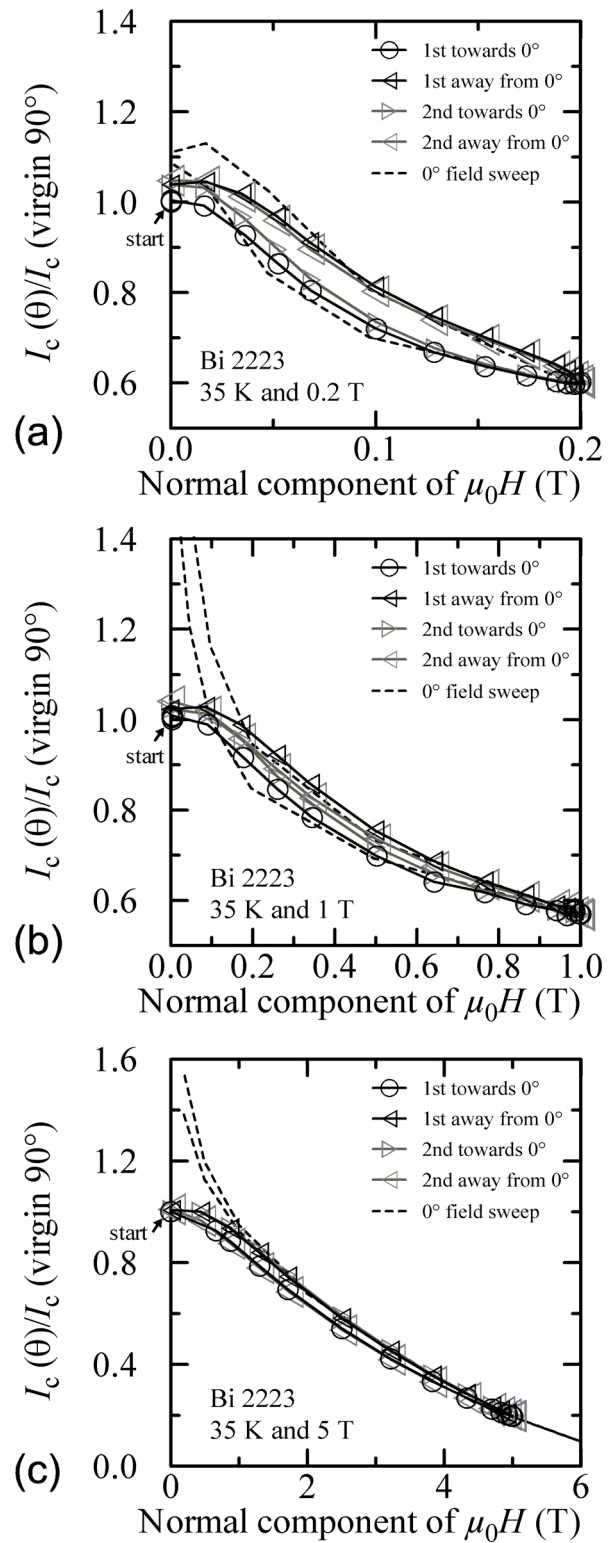 1.4
1st towards 0°
1st away from 0°
2nd towards 0°
2nd away from 0°
0° field sweep
1.2
1.0
start
0.8
Bi 2223
35 K and 0.2 T
0.6
I_c (θ)/I_c (virgin 90°)
(a)
0.0 0.1 0.2
Normal component of μ₀H (T)
1.4
1st towards 0°
1st away from 0°
2nd towards 0°
2nd away from 0°
0° field sweep
1.2
1.0
start
0.8
Bi 2223
35 K and 1 T
0.6
I_c (θ)/I_c (virgin 90°)
(b)
0.0 0.2 0.4 0.6 0.8 1.0
Normal component of μ₀H (T)
1.6
1st towards 0°
1st away from 0°
2nd towards 0°
2nd away from 0°
0° field sweep
1.2
start
0.8
0.4
Bi 2223
35 K and 5 T
0.0
I_c (θ)/I_c (virgin 90°)
(c)
0 2 4 6
Normal component of μ₀H (T)